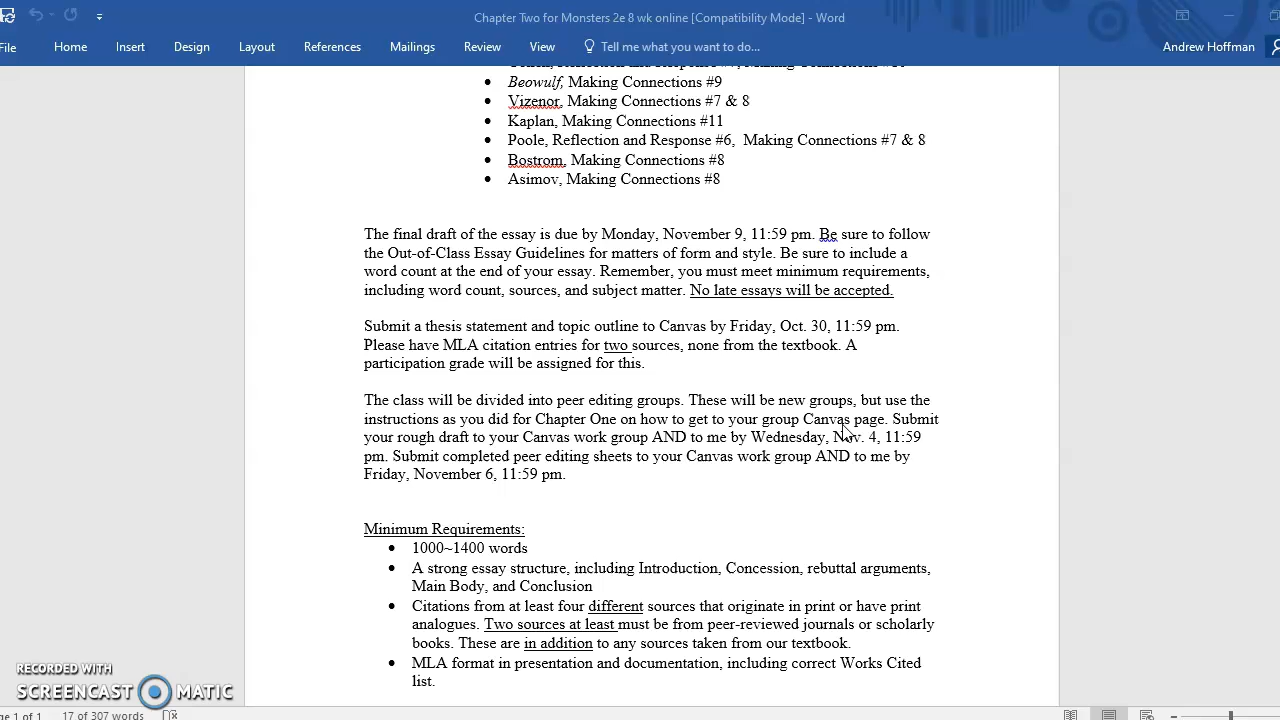 Chapter Two for Monsters 2e 8 wk online [Compatibility Mode] - Word
File Home Insert Design Layout References Mailings Review View Tell me what you want to do... Andrew Hoffman
• Beowulf, Making Connections #9
• Vizenor, Making Connections #7 & 8
• Kaplan, Making Connections #11
• Poole, Reflection and Response #6, Making Connections #7 & 8
• Bostrom, Making Connections #8
• Asimov, Making Connections #8
The final draft of the essay is due by Monday, November 9, 11:59 pm. Be sure to follow
the Out-of-Class Essay Guidelines for matters of form and style. Be sure to include a
word count at the end of your essay. Remember, you must meet minimum requirements,
including word count, sources, and subject matter. No late essays will be accepted.
Submit a thesis statement and topic outline to Canvas by Friday, Oct. 30, 11:59 pm.
Please have MLA citation entries for two sources, none from the textbook. A
participation grade will be assigned for this.
The class will be divided into peer editing groups. These will be new groups, but use the
instructions as you did for Chapter One on how to get to your group Canvas page. Submit
your rough draft to your Canvas work group AND to me by Wednesday, Nov. 4, 11:59
pm. Submit completed peer editing sheets to your Canvas work group AND to me by
Friday, November 6, 11:59 pm.
Minimum Requirements:
• 1000~1400 words
• A strong essay structure, including Introduction, Concession, rebuttal arguments,
Main Body, and Conclusion
• Citations from at least four different sources that originate in print or have print
analogues. Two sources at least must be from peer-reviewed journals or scholarly
books. These are in addition to any sources taken from our textbook.
• MLA format in presentation and documentation, including correct Works Cited
list.
RECORDED WITH
SCREENCAST MATIC
ge 1 of 1 17 of 307 words